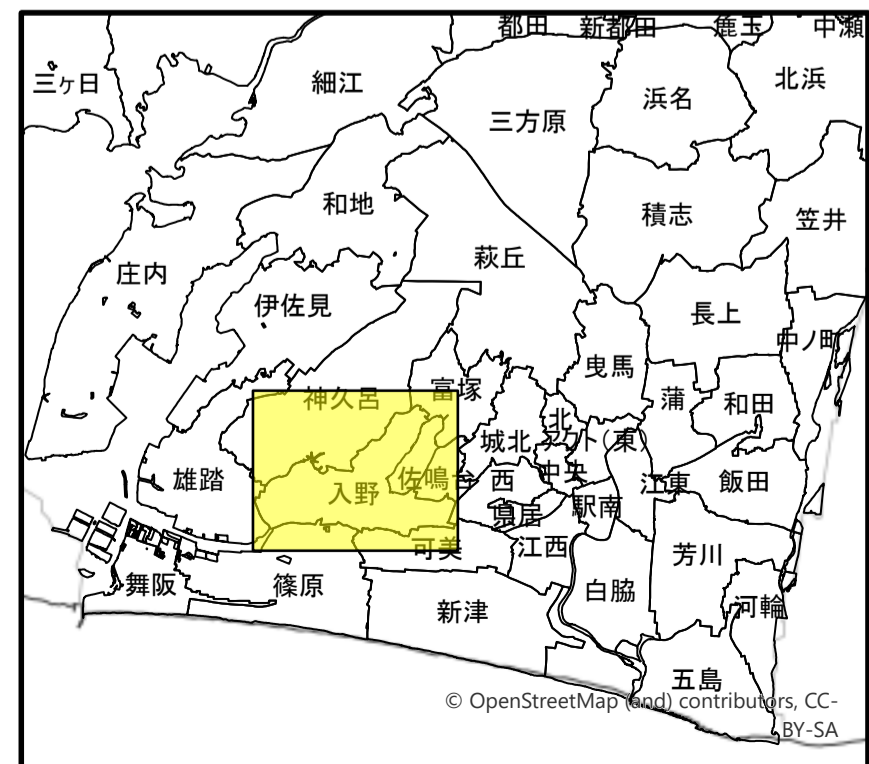 都田
新都田
鹿玉
中瀬
三ヶ日
細江
三方原
浜名
北浜
和地
積志
笠井
庄内
萩丘
伊佐見
長上
中ノ町
曳馬
神久呂
富塚
蒲
和田
北
城北
アクト(東)
雄踏
入野
佐鳴台
西
中央
江東
飯田
県居
駅南
可美
江西
芳川
舞阪
篠原
新津
白脇
河輪
五島
© OpenStreetMap (and) contributors, CC-
BY-SA